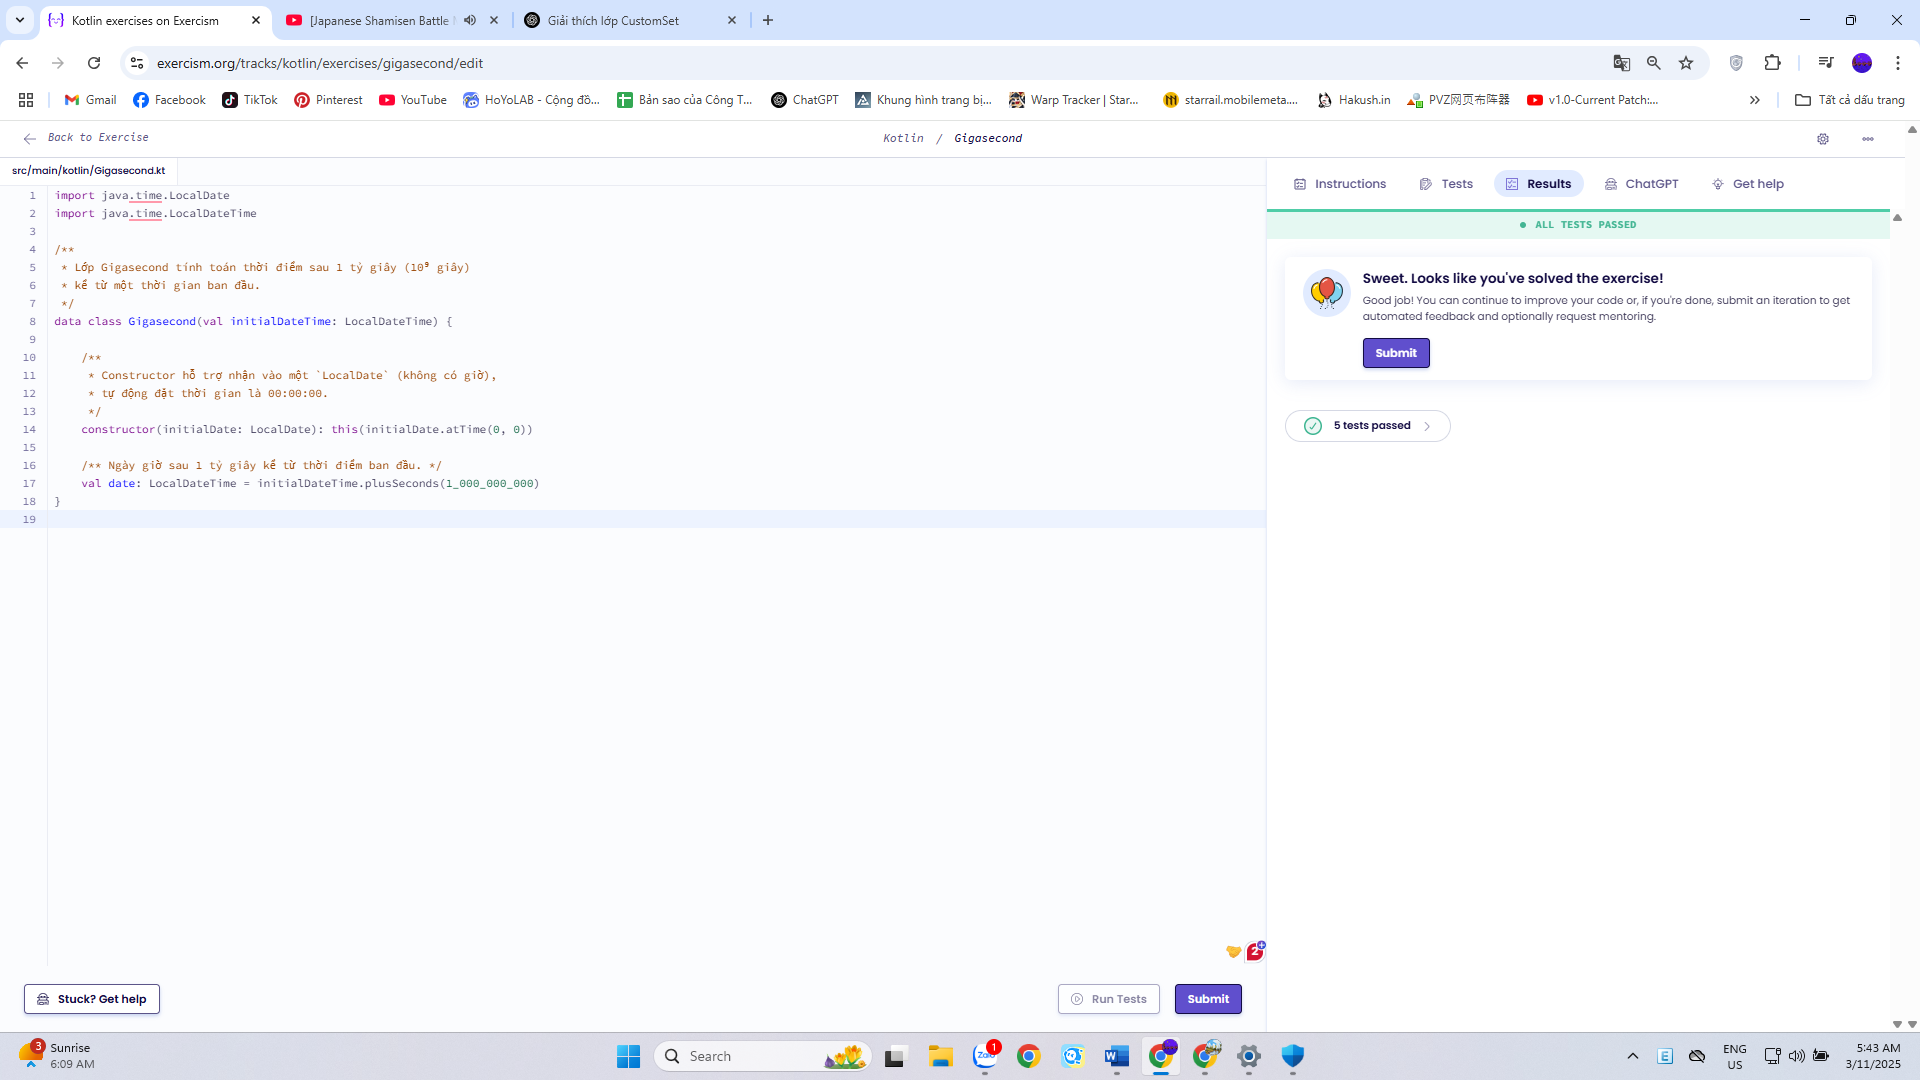 Kotlin exercises on Exercism
[Japanese Shamisen Battle
Giải thích lớp CustomSet
exercism.org/tracks/kotlin/exercises/gigasecond/edit
Gmail
Facebook
TikTok
Pinterest
YouTube
HoYoLAB - Cộng đồ...
Bản sao của Công T...
ChatGPT
Khung hình trang bị...
Warp Tracker | Star...
starrail.mobilemeta....
Hakush.in
PVZ网页布阵器
v1.0-Current Patch:...
Tất cả dấu trang
Back to Exercise
Kotlin / Gigasecond
src/main/kotlin/Gigasecond.kt
1 import java.time.LocalDate
2 import java.time.LocalDateTime
3
4 /**
5 * Lớp Gigasecond tính toán thời điểm sau 1 tỷ giây (10⁹ giây)
6 * kể từ một thời gian ban đầu.
7 */
8 data class Gigasecond(val initialDateTime: LocalDateTime) {
9
10 /**
11 * Constructor hỗ trợ nhận vào một `LocalDate` (không có giờ),
12 * tự động đặt thời gian là 00:00:00.
13 */
14 constructor(initialDate: LocalDate): this(initialDate.atTime(0, 0))
15
16 /** Ngày giờ sau 1 tỷ giây kể từ thời điểm ban đầu. */
17 val date: LocalDateTime = initialDateTime.plusSeconds(1_000_000_000)
18 }
19
Instructions
Tests
Results
ChatGPT
Get help
ALL TESTS PASSED
Sweet. Looks like you've solved the exercise!
Good job! You can continue to improve your code or, if you're done, submit an iteration to get
automated feedback and optionally request mentoring.
Submit
5 tests passed
2
Stuck? Get help
Run Tests
Submit
3
Sunrise
6:09 AM
Search
Zalo
1
E
ENG
US
5:43 AM
3/11/2025